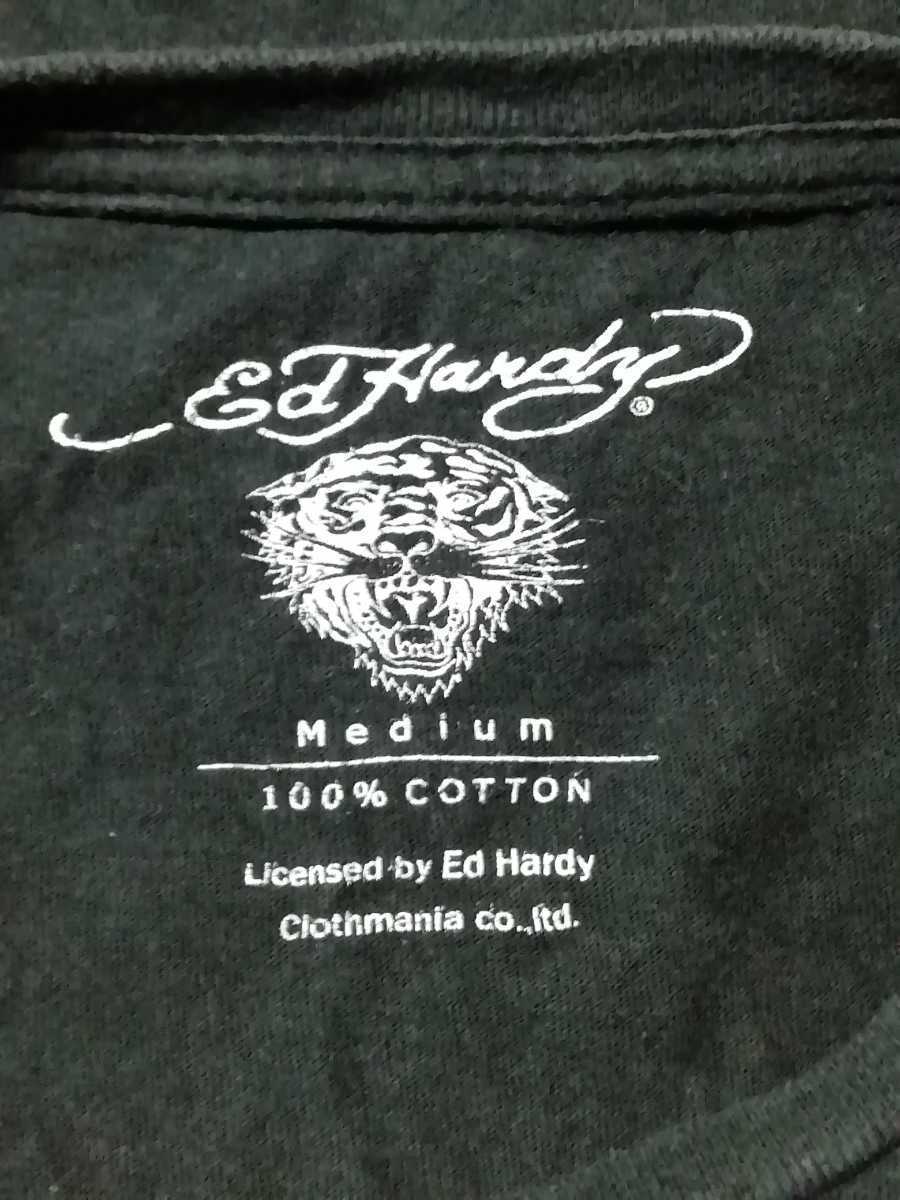 Ed Hardy ®
Medium
100% COTTON
Licensed by Ed Hardy
Clothmania co.,ltd.